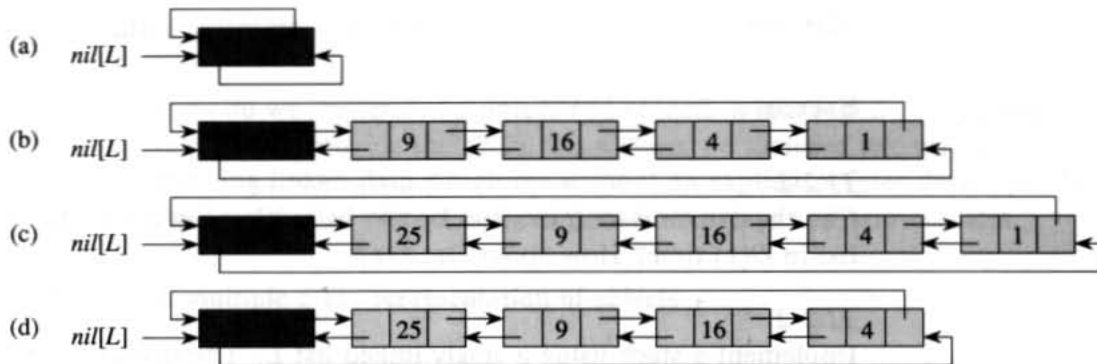 (a) nil[L]
(b) nil[L] 9 16 4 1
(c) nil[L] 25 9 16 4 1
(d) nil[L] 25 9 16 4